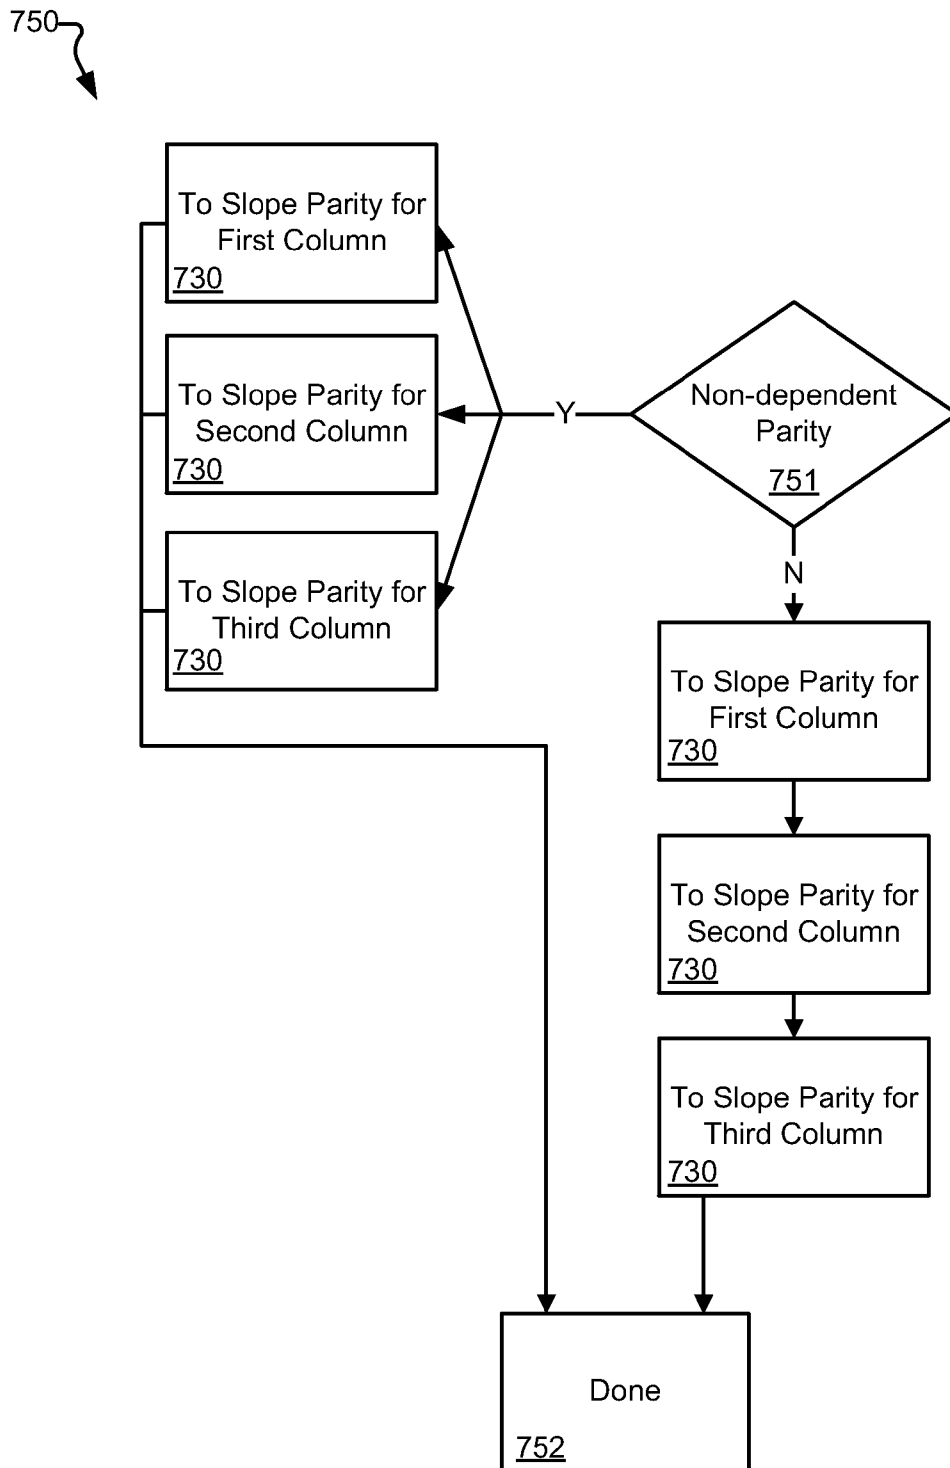 750
To Slope Parity for
First Column
730
To Slope Parity for
Second Column
730
To Slope Parity for
Third Column
730
Y
Non-dependent
Parity
751
N
To Slope Parity for
First Column
730
To Slope Parity for
Second Column
730
To Slope Parity for
Third Column
730
Done
752